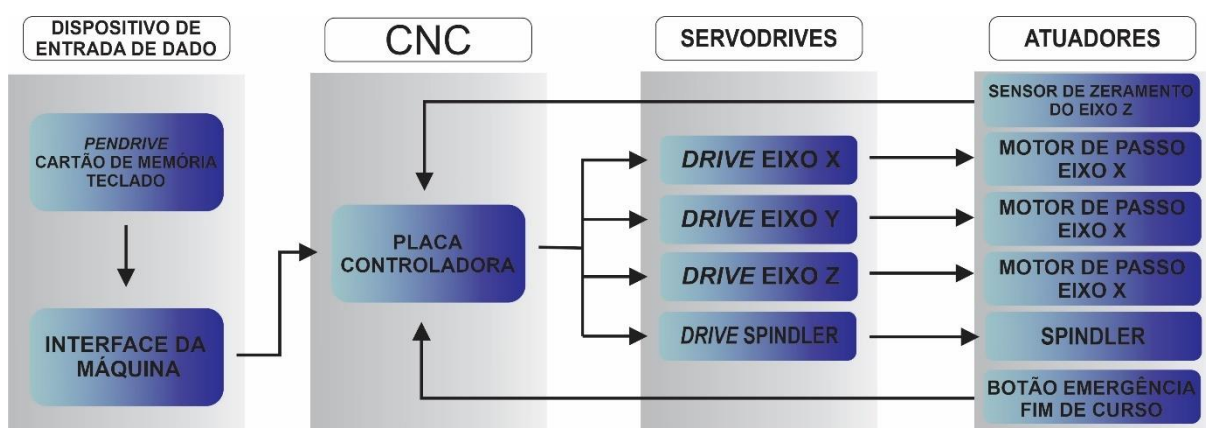 DISPOSITIVO DE
ENTRADA DE DADO
PENDRIVE
CARTÃO DE MEMÓRIA
TECLADO
INTERFACE DA
MÁQUINA
CNC
PLACA
CONTROLADORA
SERVODRIVES
DRIVE EIXO X
DRIVE EIXO Y
DRIVE EIXO Z
DRIVE SPINDLER
ATUADORES
SENSOR DE ZERAMENTO
DO EIXO Z
MOTOR DE PASSO
EIXO X
MOTOR DE PASSO
EIXO X
MOTOR DE PASSO
EIXO X
SPINDLER
BOTÃO EMERGÊNCIA
FIM DE CURSO